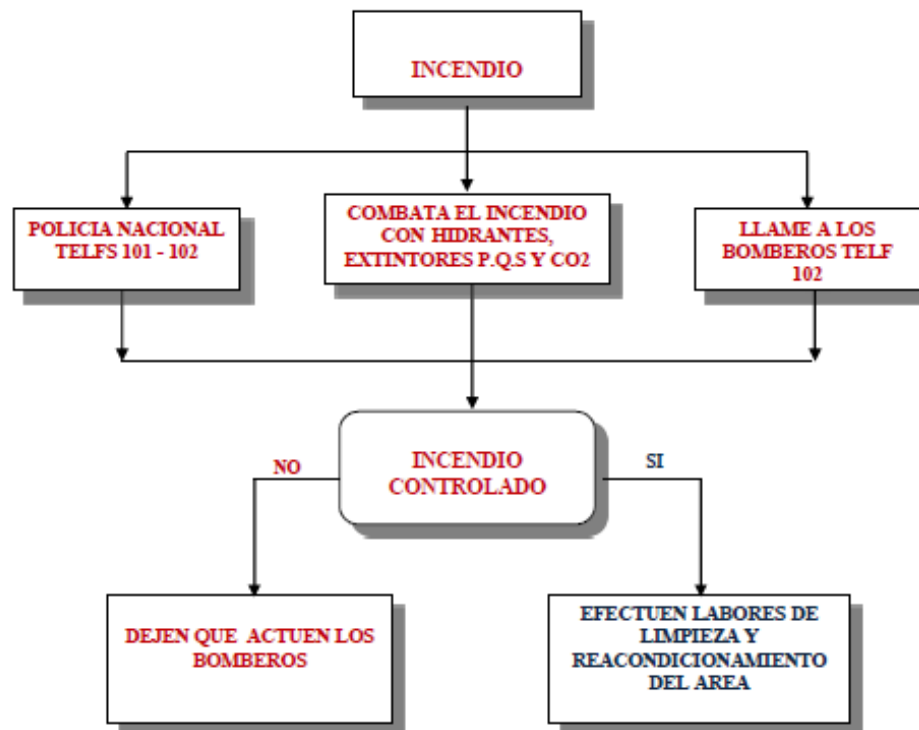 INCENDIO
POLICIA NACIONAL
TELFS 101 - 102
COMBATA EL INCENDIO
CON HIDRANTES,
EXTINTORES P.Q.S Y CO2
LLAME A LOS
BOMBEROS TELF
102
INCENDIO
CONTROLADO
NO
SI
DEJEN QUE ACTUEN LOS
BOMBEROS
EFECTUEN LABORES DE
LIMPIEZA Y
REACONDICIONAMIENTO
DEL AREA